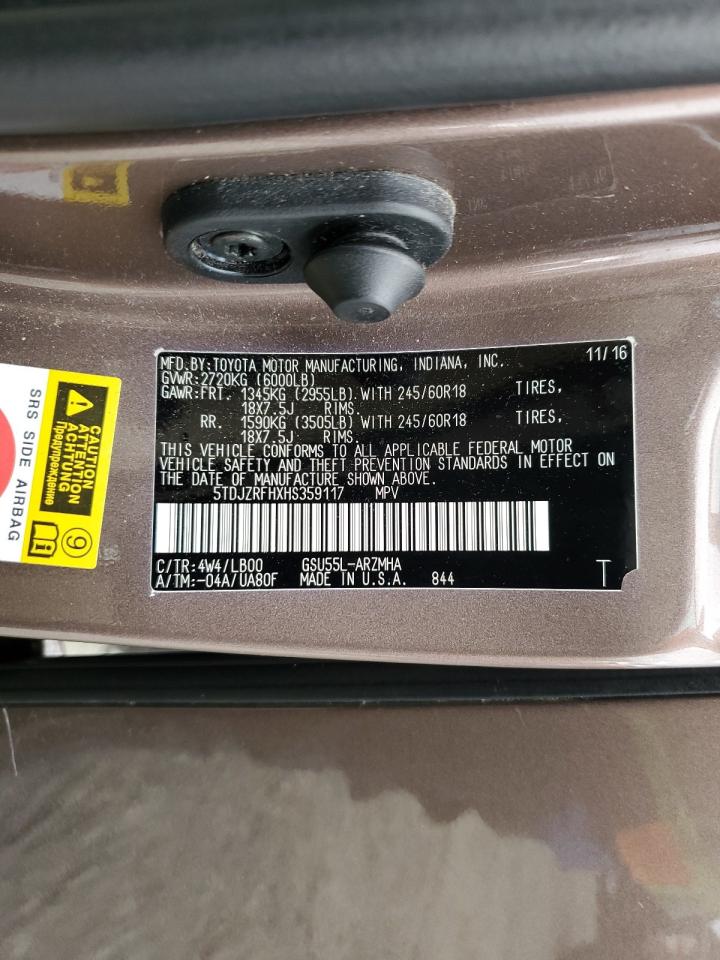 MFD.BY:TOYOTA MOTOR MANUFACTURING, INDIANA, INC. 11/16
GVWR:2720KG (6000LB)
GAWR:FRT. 1345KG (2955LB) WITH 245/60R18 TIRES,
18X7.5J RIMS.
RR. 1590KG (3505LB) WITH 245/60R18 TIRES,
18X7.5J RIMS.
THIS VEHICLE CONFORMS TO ALL APPLICABLE FEDERAL MOTOR
VEHICLE SAFETY AND THEFT PREVENTION STANDARDS IN EFFECT ON
THE DATE OF MANUFACTURE SHOWN ABOVE.
5TDJZRFHXHS359117 MPV
C/TR:4W4/LB00 GSU55L-ARZMHA
A/TM:-04A/UA80F MADE IN U.S.A. 844 T
SRS SIDE AIRBAG
CAUTION
ATTENTION
ACHTUNG
Предупреждение
9